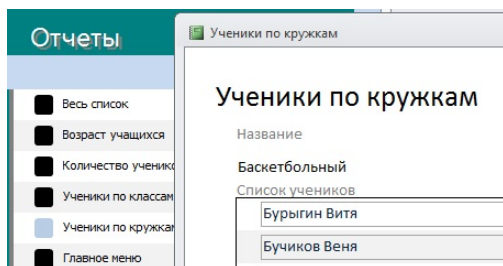 Отчеты
Весь список
Возраст учащихся
Количество ученико
Ученики по классам
Ученики по кружкам
Главное меню
Ученики по кружкам
Ученики по кружкам
Название
Баскетбольный
Список учеников
Бурыгин Витя
Бучиков Веня